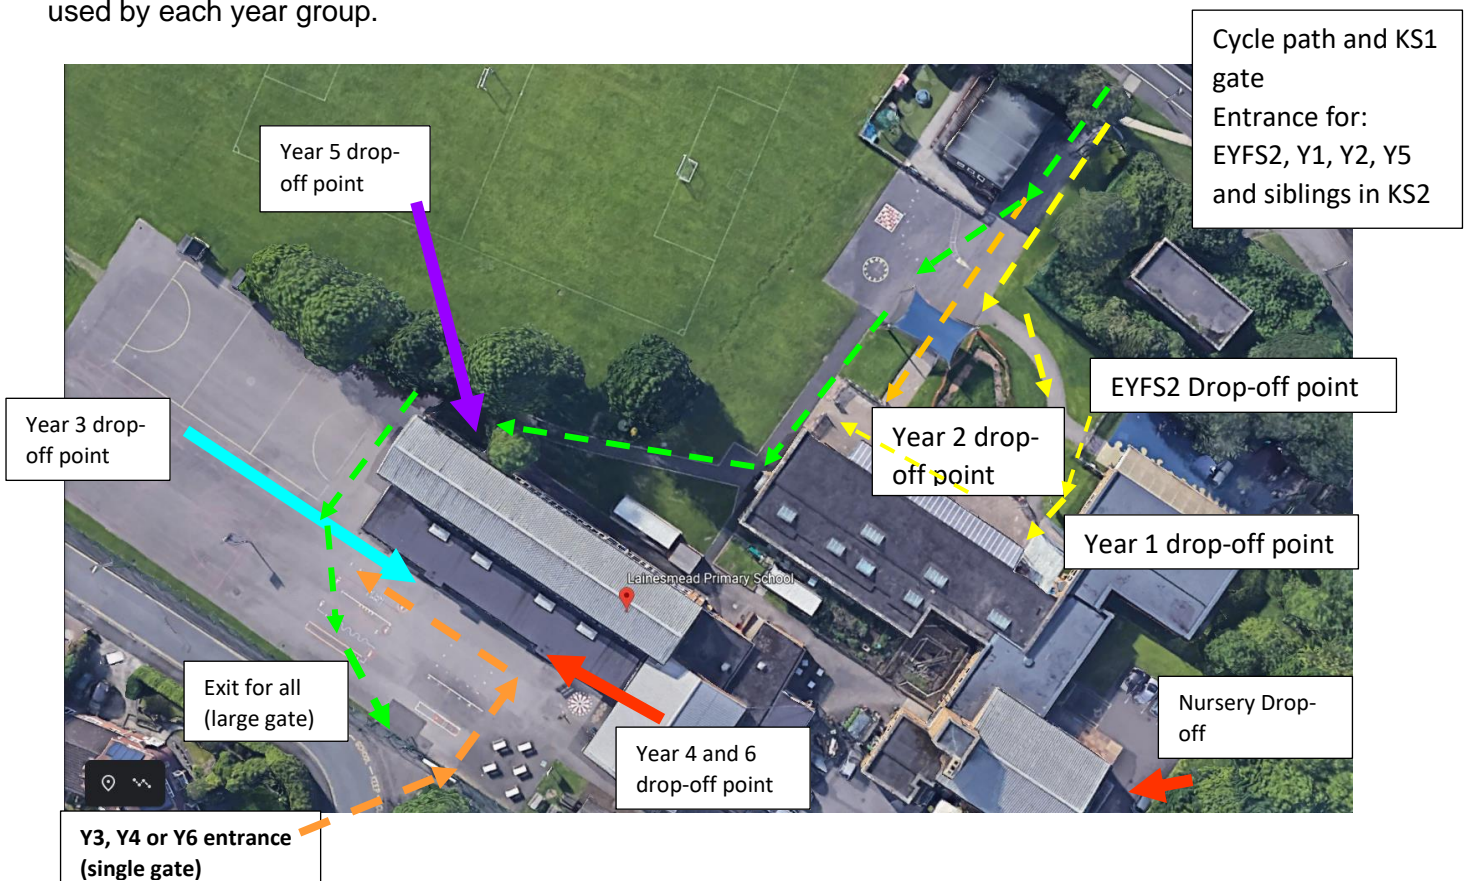 used by each year group.
Cycle path and KS1
gate
Entrance for:
EYFS2, Y1, Y2, Y5
and siblings in KS2
Year 5 drop-
off point
EYFS2 Drop-off point
Year 3 drop-
off point
Year 2 drop-
off point
Year 1 drop-off point
Lainesmead Primary School
Exit for all
(large gate)
Nursery Drop-
off
Year 4 and 6
drop-off point
Y3, Y4 or Y6 entrance
(single gate)